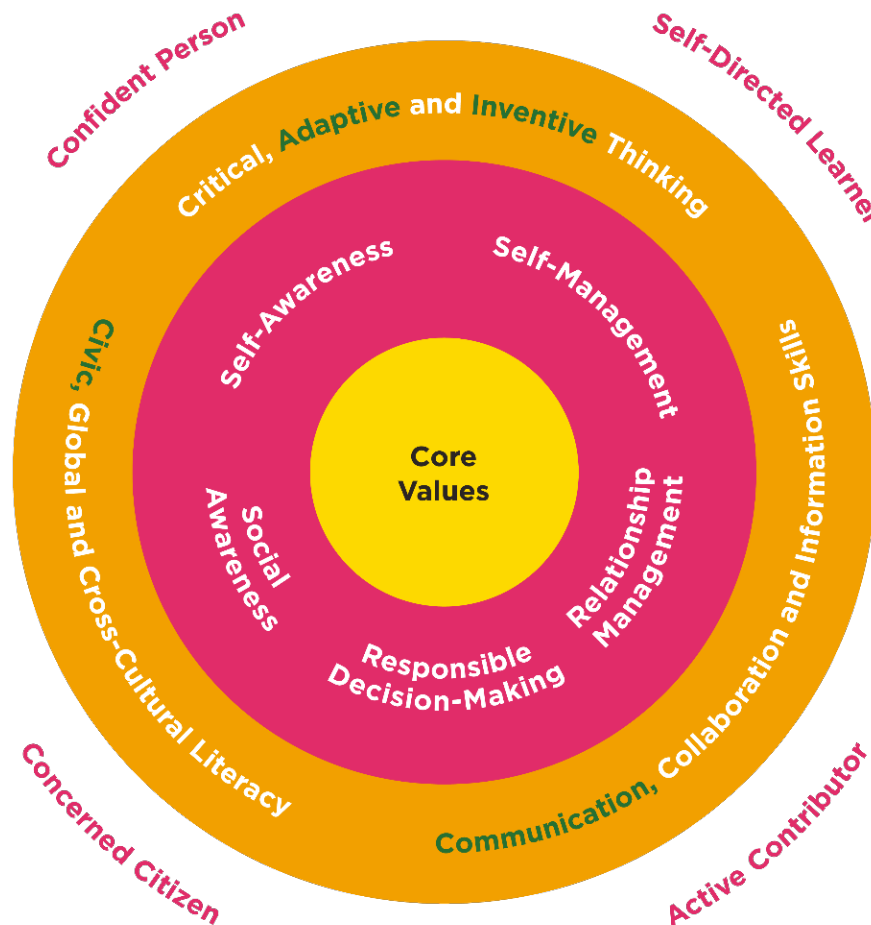 Confident Person
Self-Directed Learner
Critical, Adaptive and Inventive Thinking
Self-Awareness
Self-Management
Civic, Global and Cross-Cultural Literacy
Core
Values
Communication, Collaboration and Information Skills
Social
Awareness
Relationship
Management
Responsible
Decision-Making
Concerned Citizen
Active Contributor